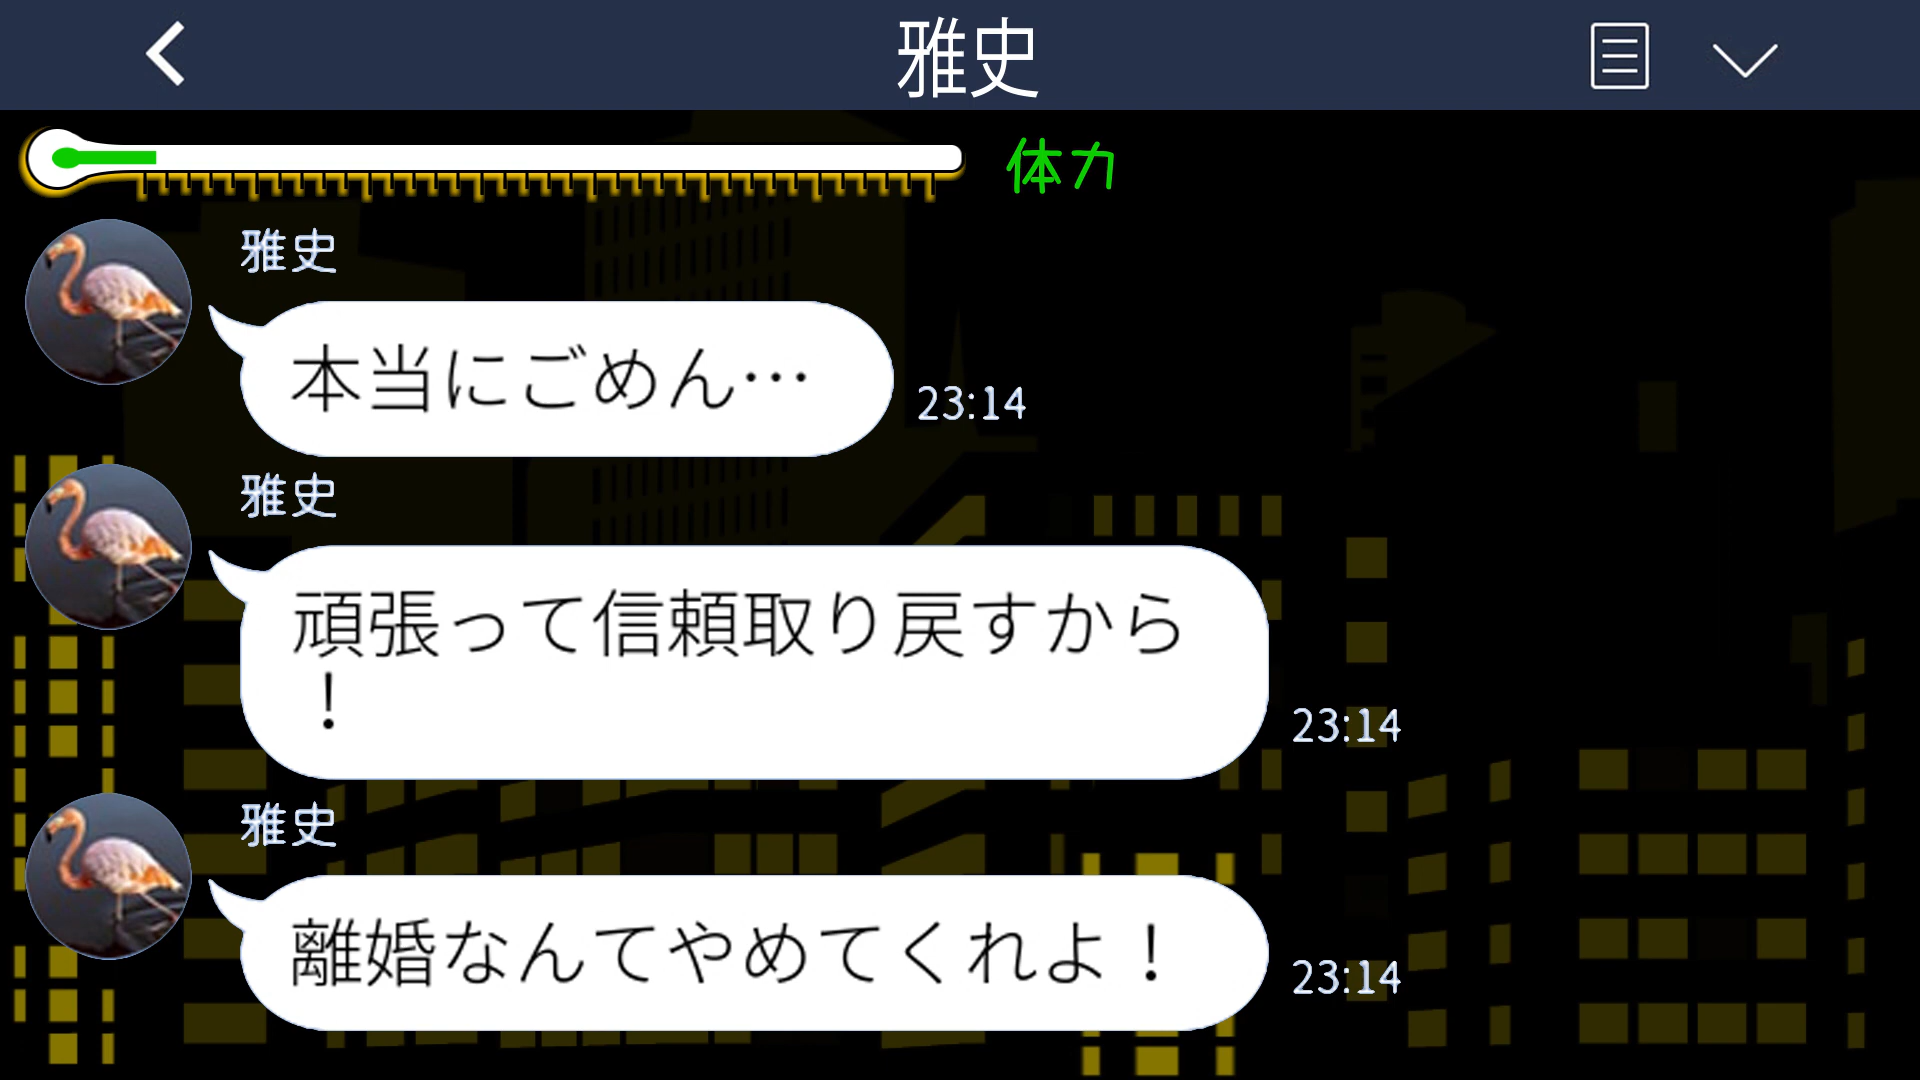 雅史
体力
雅史
本当にごめん…
23:14
雅史
頑張って信頼取り戻すから
！
23:14
雅史
離婚なんてやめてくれよ！
23:14